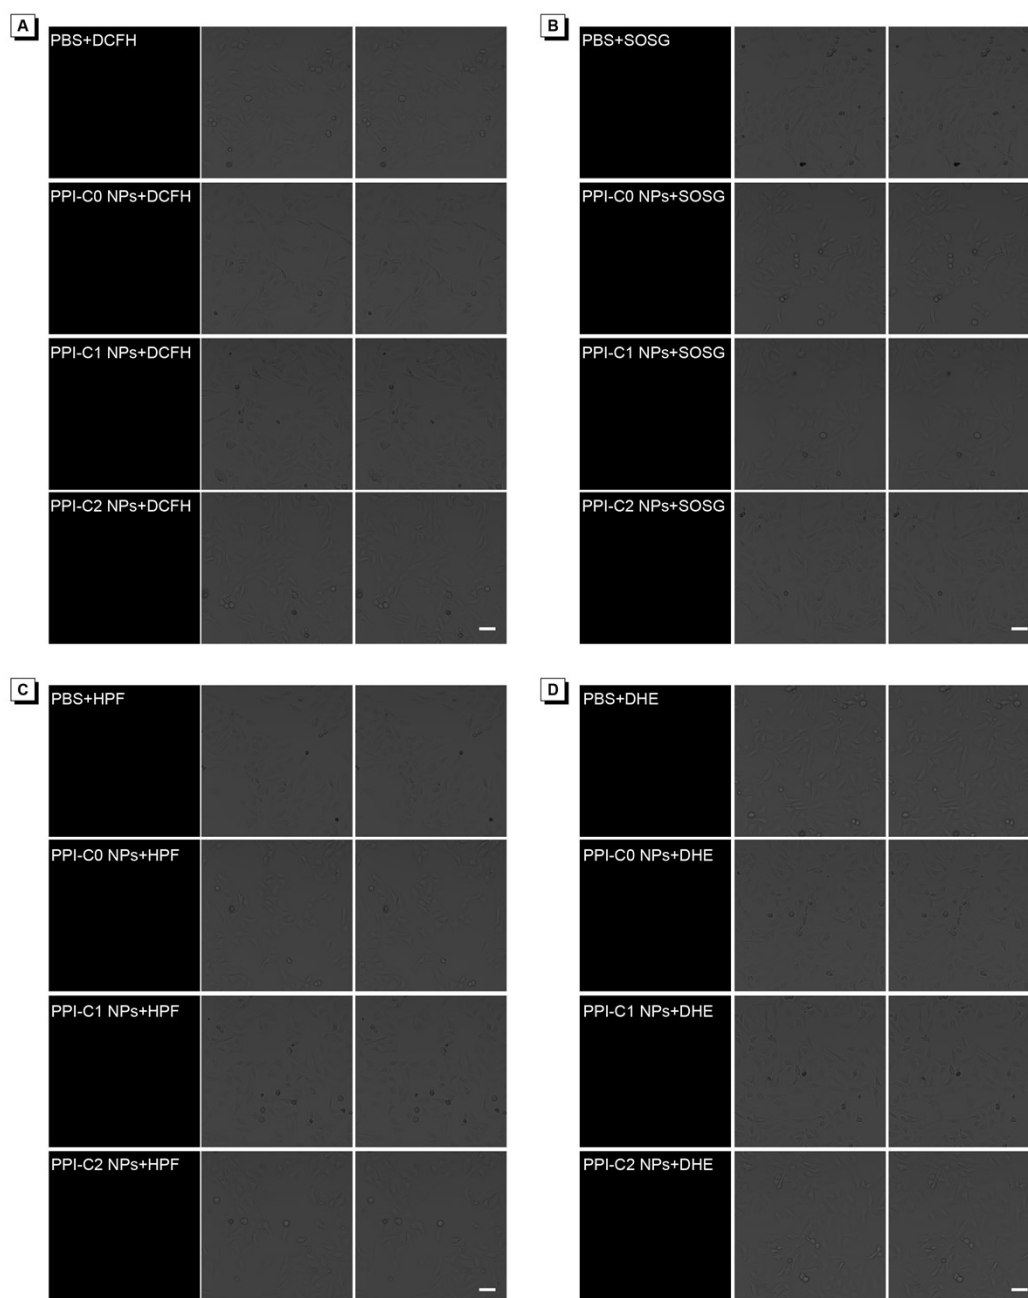 A
PBS+DCFH
PPI-C0 NPs+DCFH
PPI-C1 NPs+DCFH
PPI-C2 NPs+DCFH
B
PBS+SOSG
PPI-C0 NPs+SOSG
PPI-C1 NPs+SOSG
PPI-C2 NPs+SOSG
C
PBS+HPF
PPI-C0 NPs+HPF
PPI-C1 NPs+HPF
PPI-C2 NPs+HPF
D
PBS+DHE
PPI-C0 NPs+DHE
PPI-C1 NPs+DHE
PPI-C2 NPs+DHE